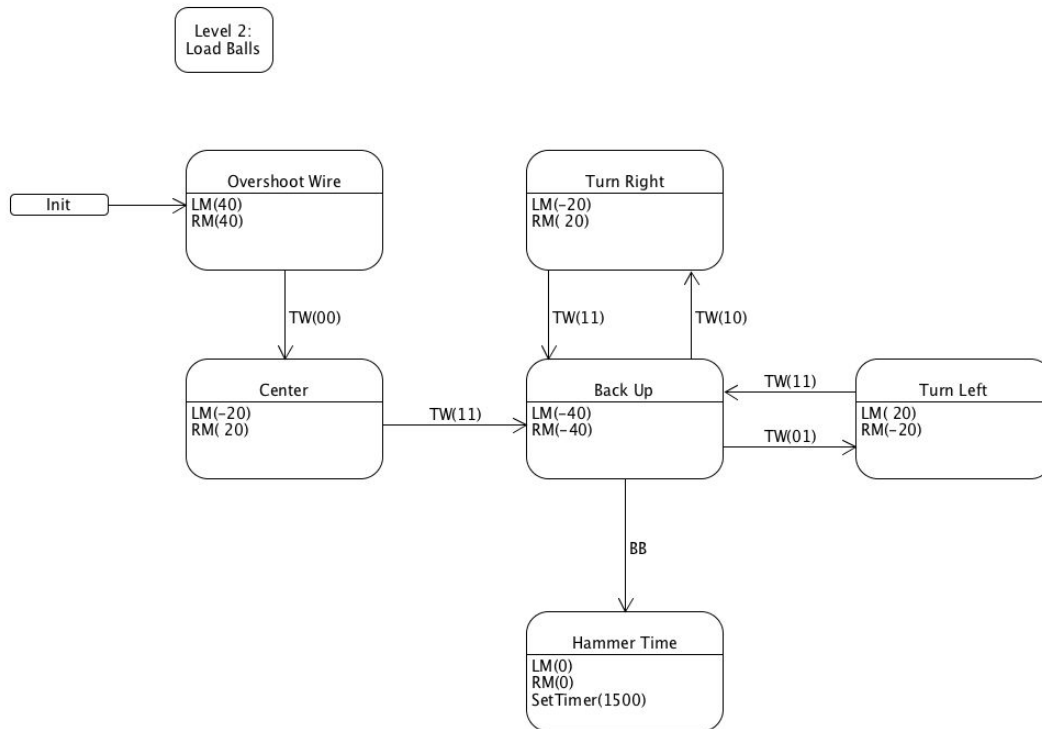 Level 2:
Load Balls
Init
Overshoot Wire
LM(40)
RM(40)
Turn Right
LM(-20)
RM( 20)
TW(00)
TW(11)
TW(10)
Center
LM(-20)
RM( 20)
TW(11)
Back Up
LM(-40)
RM(-40)
TW(11)
TW(01)
Turn Left
LM( 20)
RM(-20)
BB
Hammer Time
LM(0)
RM(0)
SetTimer(1500)